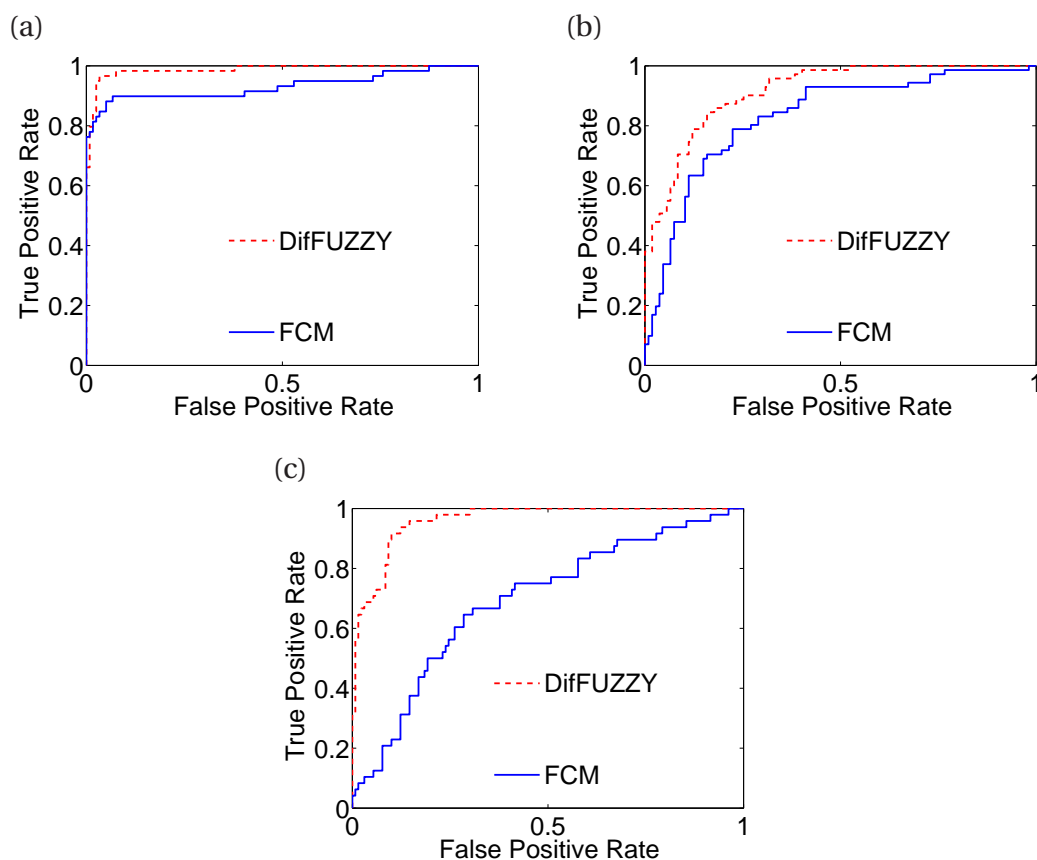 (a)
True Positive Rate
1
0.8
0.6
0.4
0.2
0
DifFUZZY
FCM
0
0.5
1
False Positive Rate
(b)
True Positive Rate
1
0.8
0.6
0.4
0.2
0
DifFUZZY
FCM
0
0.5
1
False Positive Rate
(c)
True Positive Rate
1
0.8
0.6
0.4
0.2
0
DifFUZZY
FCM
0
0.5
1
False Positive Rate